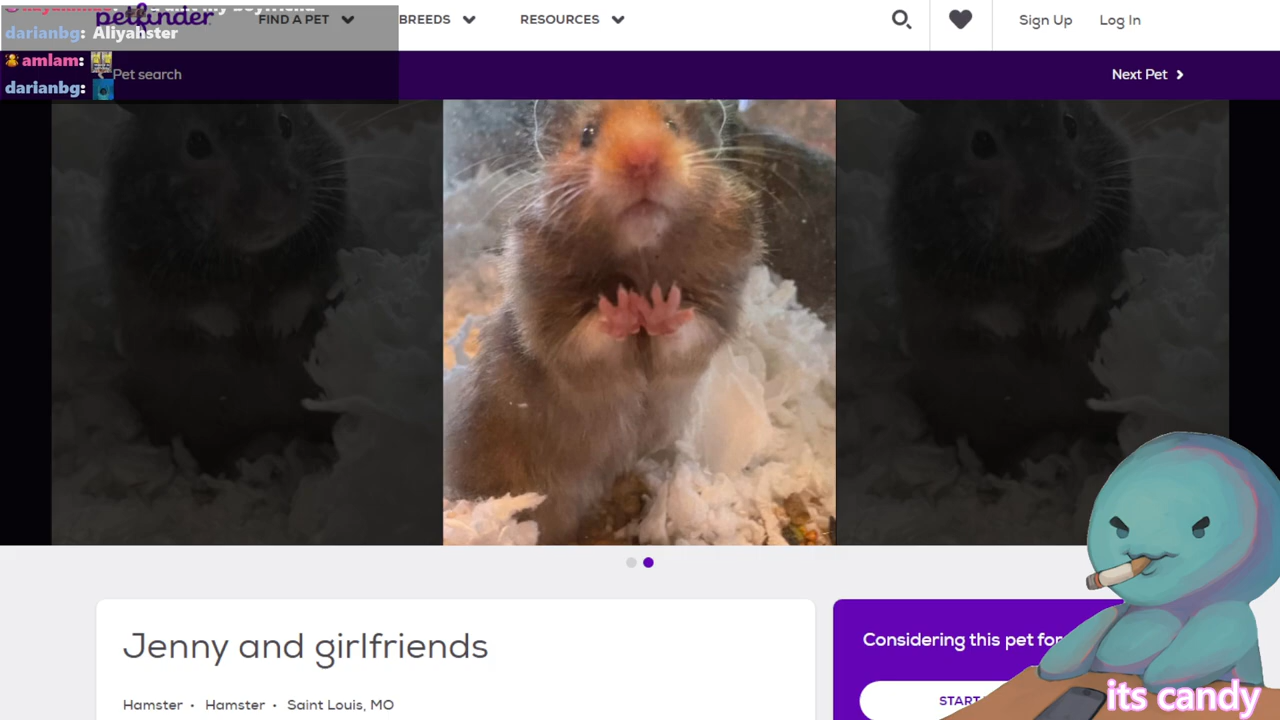 petfinder
FIND A PET
BREEDS
RESOURCES
Sign Up
Log In
darianbg: Aliyahster
amlam:
darianbg:
Pet search
Next Pet
Jenny and girlfriends
Hamster • Hamster • Saint Louis, MO
Considering this pet for
START
its candy